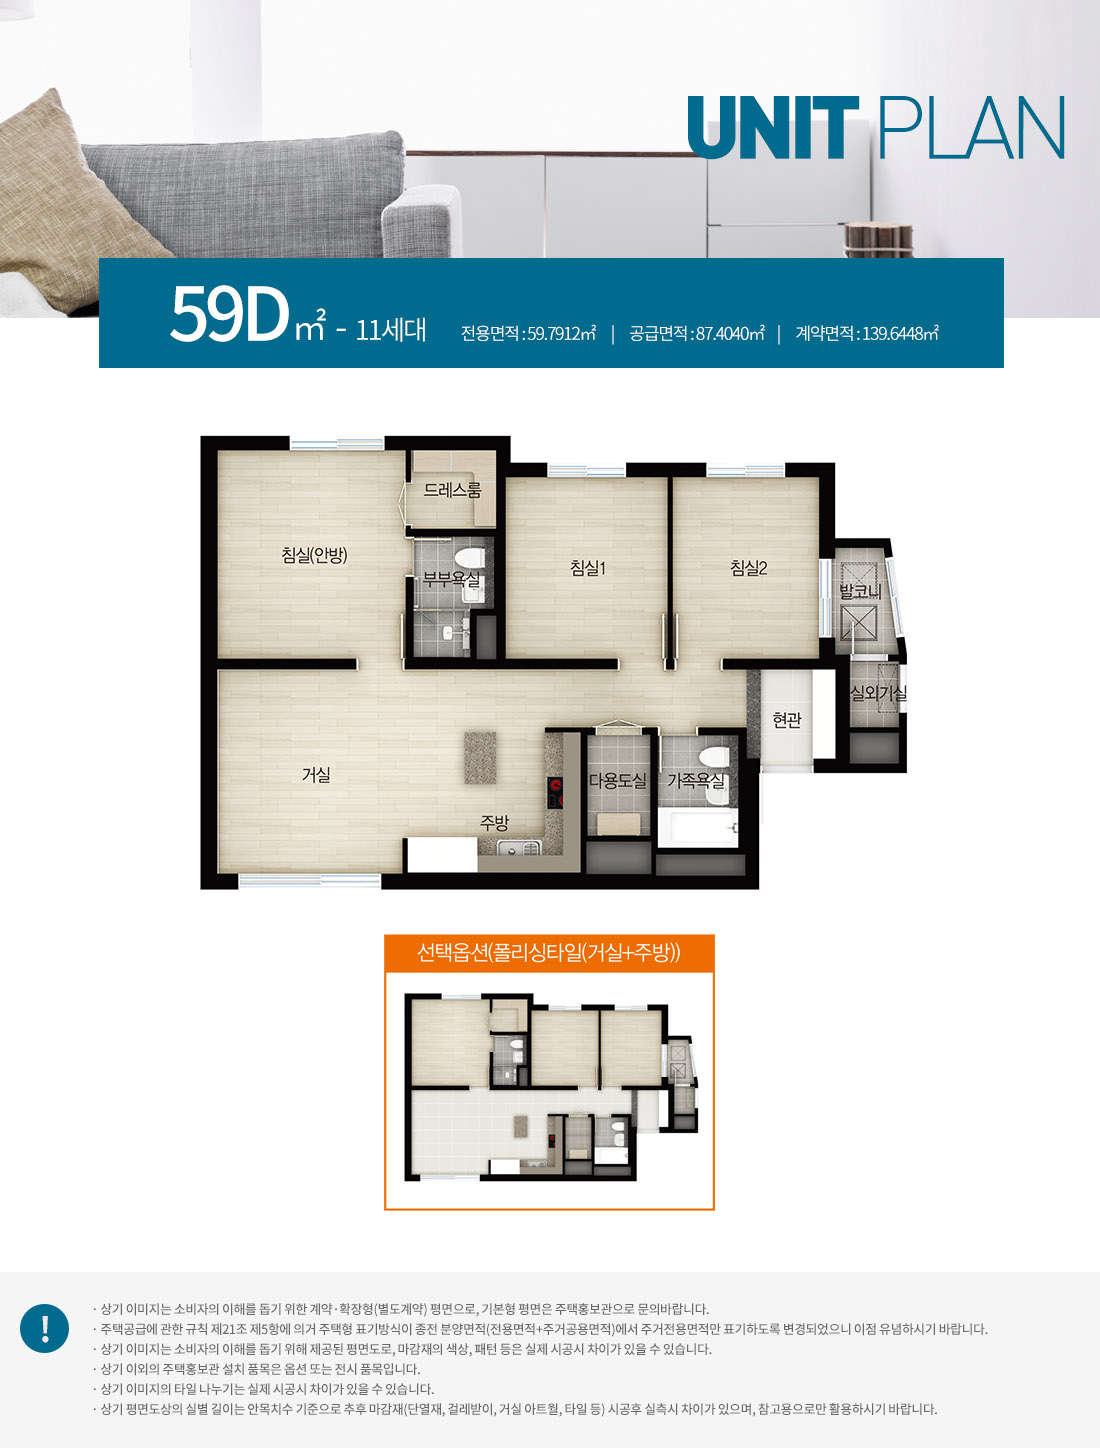 UNIT PLAN
59D㎡ - 11세대 전용면적 : 59.7912㎡ | 공급면적 : 87.4040㎡ | 계약면적 : 139.6448㎡
드레스룸
침실(안방)
침실1
침실2
부부욕실
발코니
실외기실
현관
거실
다용도실
가족욕실
주방
선택옵션(폴리싱타일(거실+주방))
!
· 상기 이미지는 소비자의 이해를 돕기 위한 계약·확장형(별도계약) 평면으로, 기본형 평면은 주택홍보관으로 문의바랍니다.
· 주택공급에 관한 규칙 제21조 제5항에 의거 주택형 표기방식이 종전 분양면적(전용면적+주거공용면적)에서 주거전용면적만 표기하도록 변경되었으니 이점 유념하시기 바랍니다.
· 상기 이미지는 소비자의 이해를 돕기 위해 제공된 평면도로, 마감재의 색상, 패턴 등은 실제 시공시 차이가 있을 수 있습니다.
· 상기 이외의 주택홍보관 설치 품목은 옵션 또는 전시 품목입니다.
· 상기 이미지의 타일 나누기는 실제 시공시 차이가 있을 수 있습니다.
· 상기 평면도상의 실별 길이는 안목치수 기준으로 추후 마감재(단열재, 걸레받이, 거실 아트월, 타일 등) 시공후 실측시 차이가 있으며, 참고용으로만 활용하시기 바랍니다.